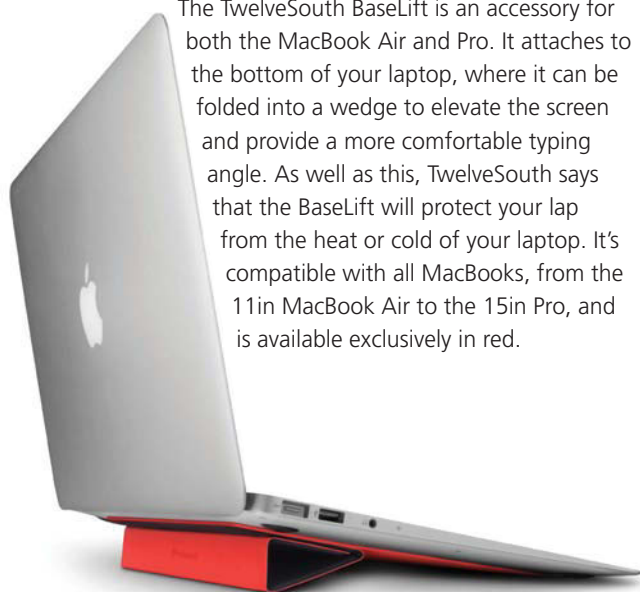 The TwelveSouth BaseLift is an accessory for
both the MacBook Air and Pro. It attaches to
the bottom of your laptop, where it can be
folded into a wedge to elevate the screen
and provide a more comfortable typing
angle. As well as this, TwelveSouth says
that the BaseLift will protect your lap
from the heat or cold of your laptop. It’s
compatible with all MacBooks, from the
11in MacBook Air to the 15in Pro, and
is available exclusively in red.